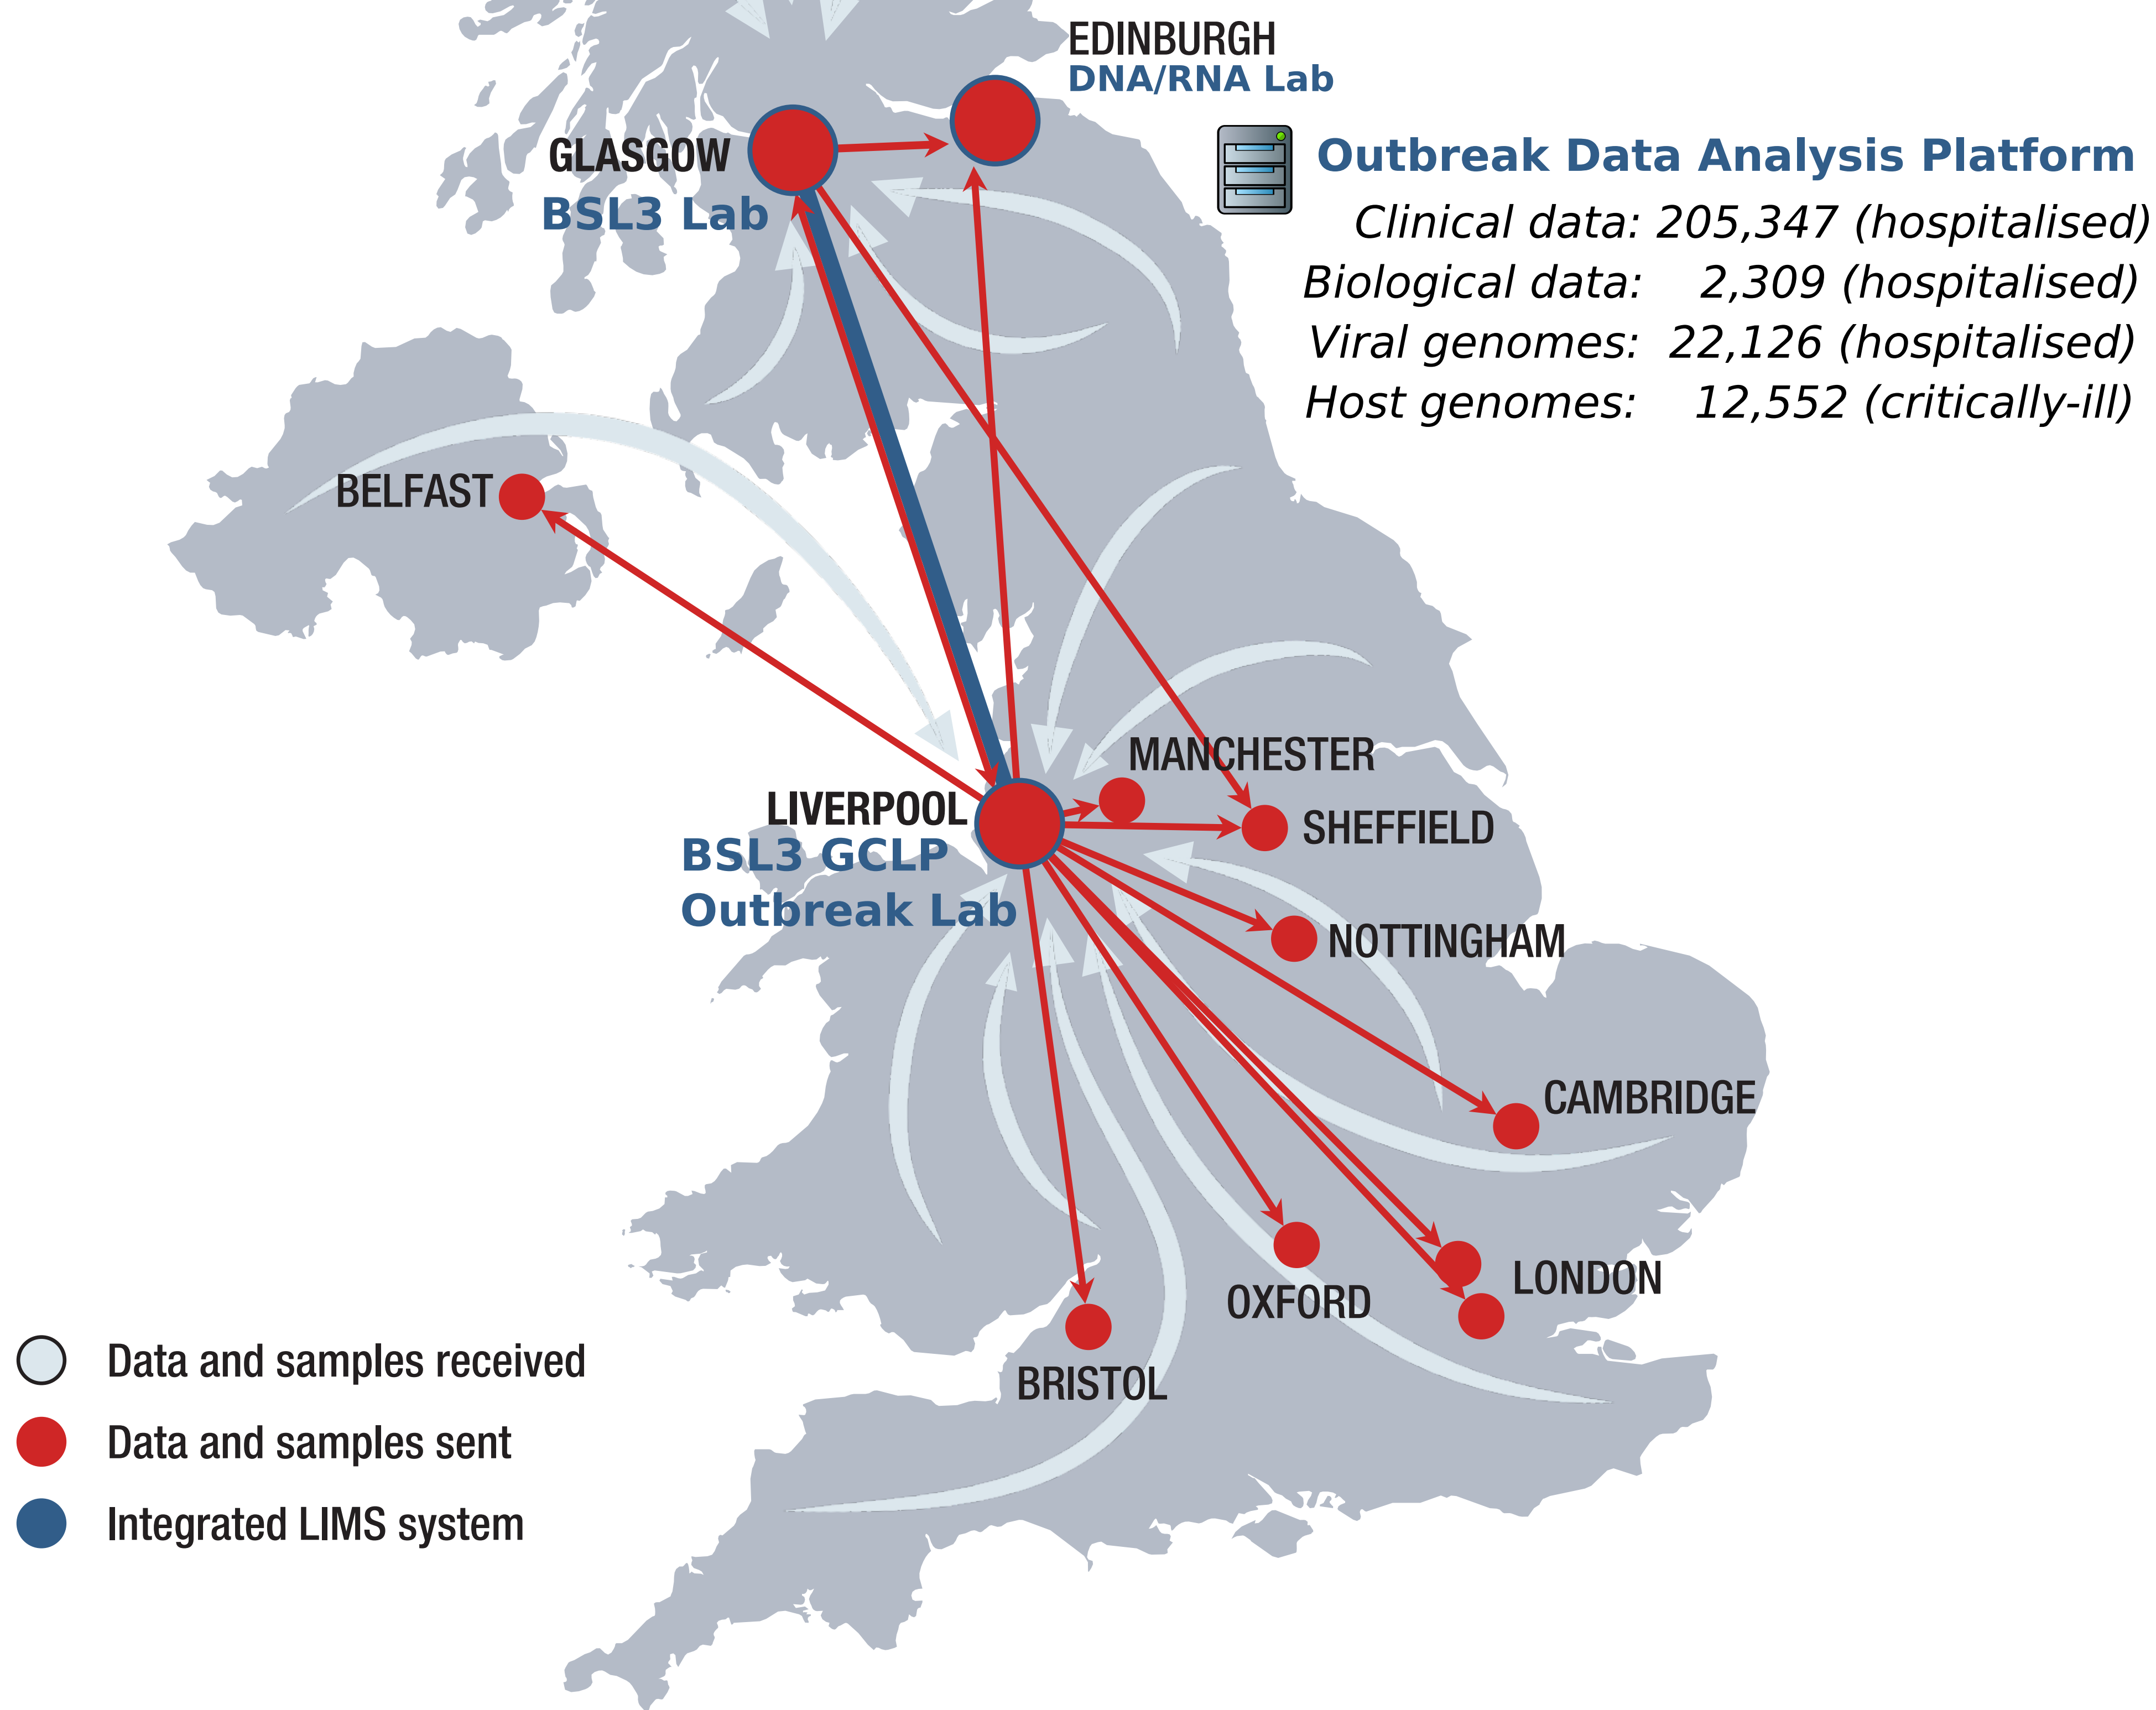 EDINBURGH
DNA/RNA Lab
GLASGOW
BSL3 Lab
Outbreak Data Analysis Platform
Clinical data: 205,347 (hospitalised)
Biological data: 2,309 (hospitalised)
Viral genomes: 22,126 (hospitalised)
Host genomes: 12,552 (critically-ill)
BELFAST
MANCHESTER
LIVERPOOL
BSL3 GCLP
Outbreak Lab
SHEFFIELD
NOTTINGHAM
CAMBRIDGE
LONDON
OXFORD
BRISTOL
Data and samples received
Data and samples sent
Integrated LIMS system